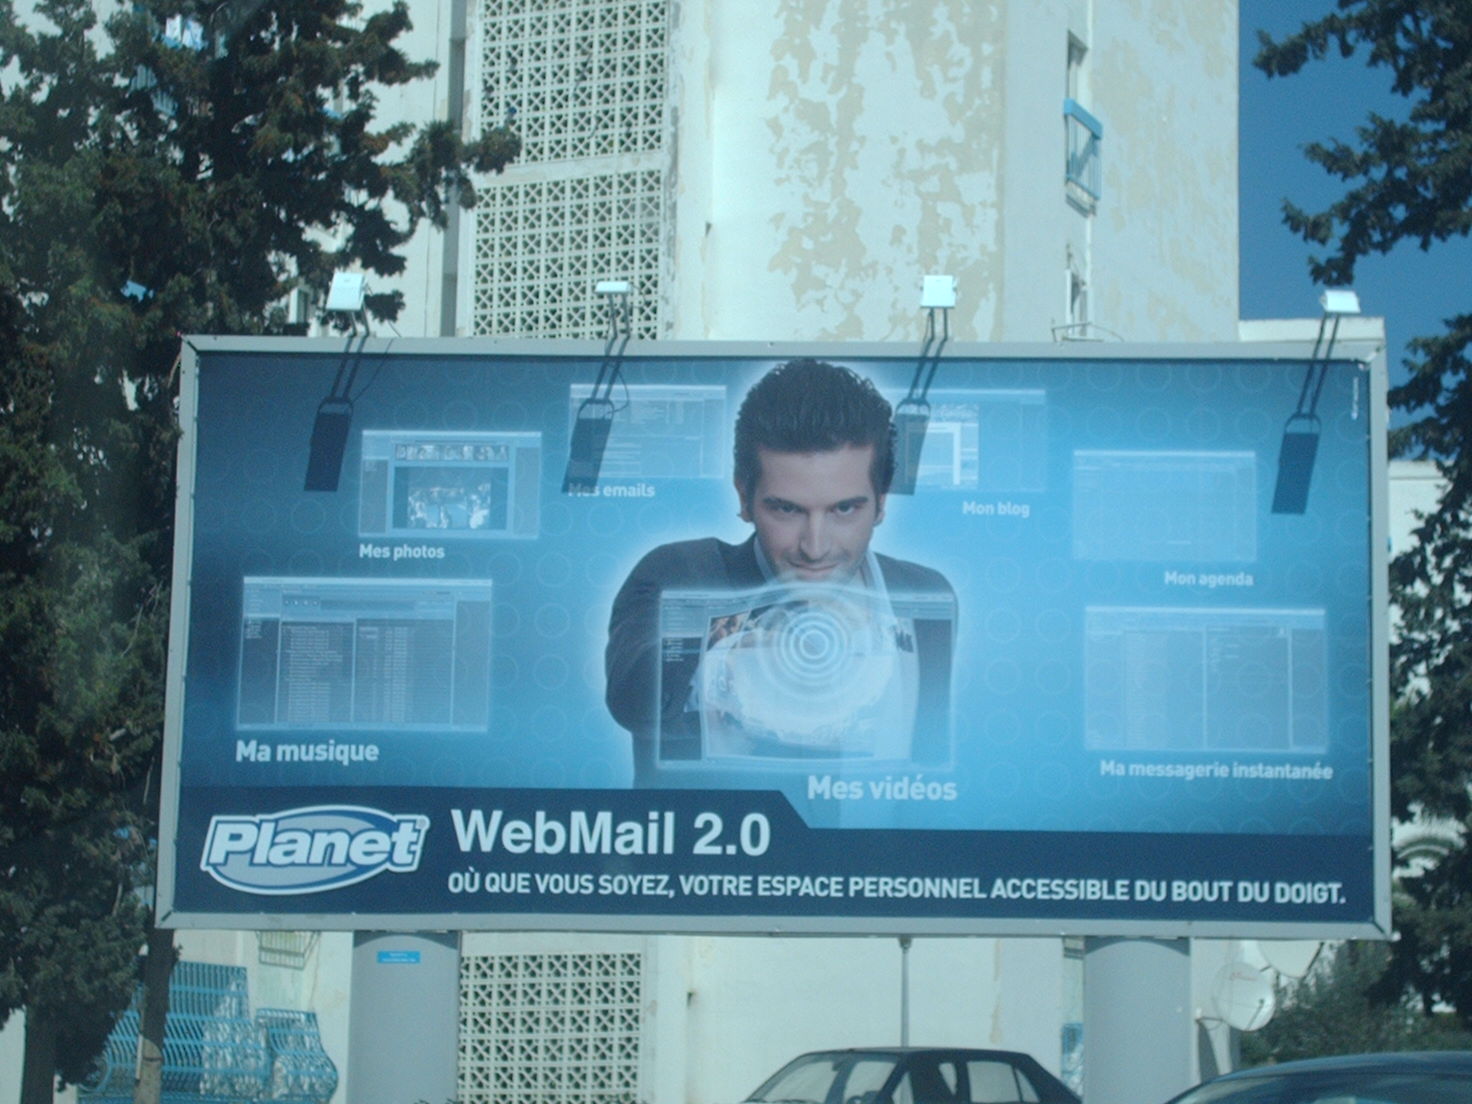 Mes emails
Mon blog
Mes photos
Mon agenda
Ma musique
Ma messagerie instantanée
Mes vidéos
Planet
WebMail 2.0
OÙ QUE VOUS SOYEZ, VOTRE ESPACE PERSONNEL ACCESSIBLE DU BOUT DU DOIGT.